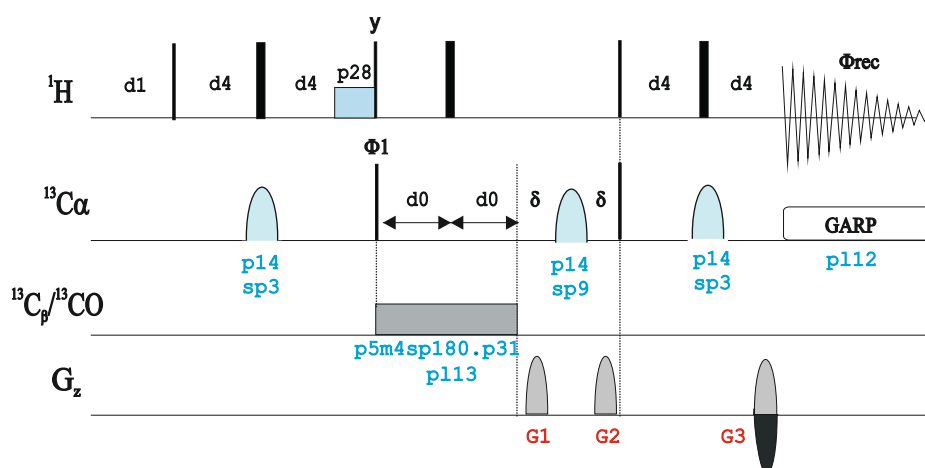 y
¹H d1 d4 d4 p28 d4 d4 Φrec
Φ1
¹³Cα d0 d0 δ δ GARP
p14 p14 p14 pl12
sp3 sp9 sp3
¹³Cβ/¹³CO
p5m4sp180.p31
pl13
Gz
G1 G2 G3